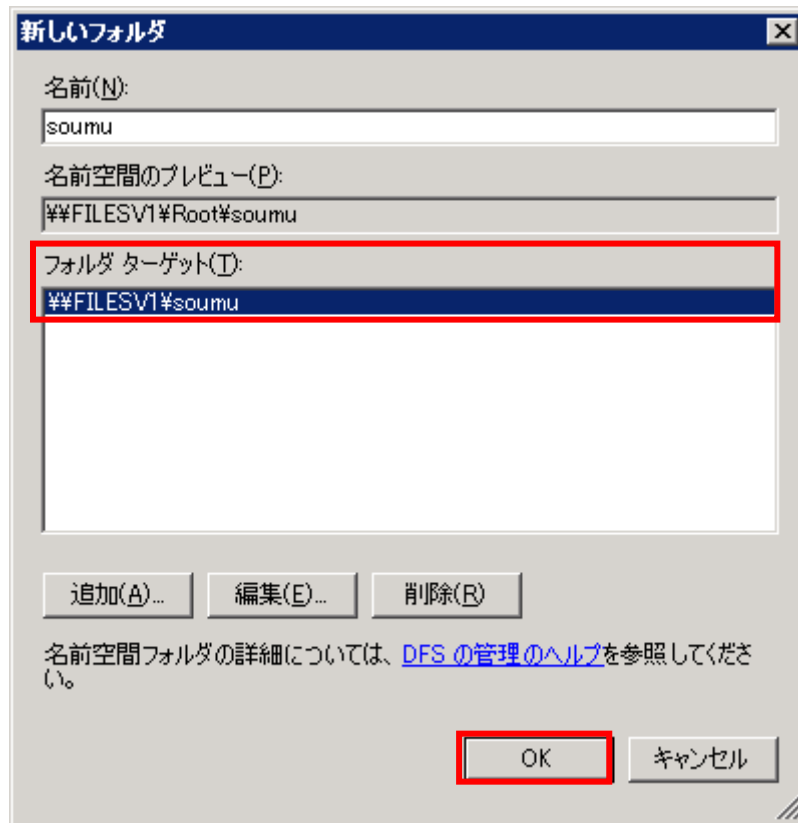 新しいフォルダ
名前(N):
soumu
名前空間のプレビュー(P):
¥¥FILESV1¥Root¥soumu
フォルダ ターゲット(T):
¥¥FILESV1¥soumu
追加(A)... 編集(E)... 削除(R)
名前空間フォルダの詳細については、DFS の管理のヘルプを参照してくださ
い。
OK キャンセル